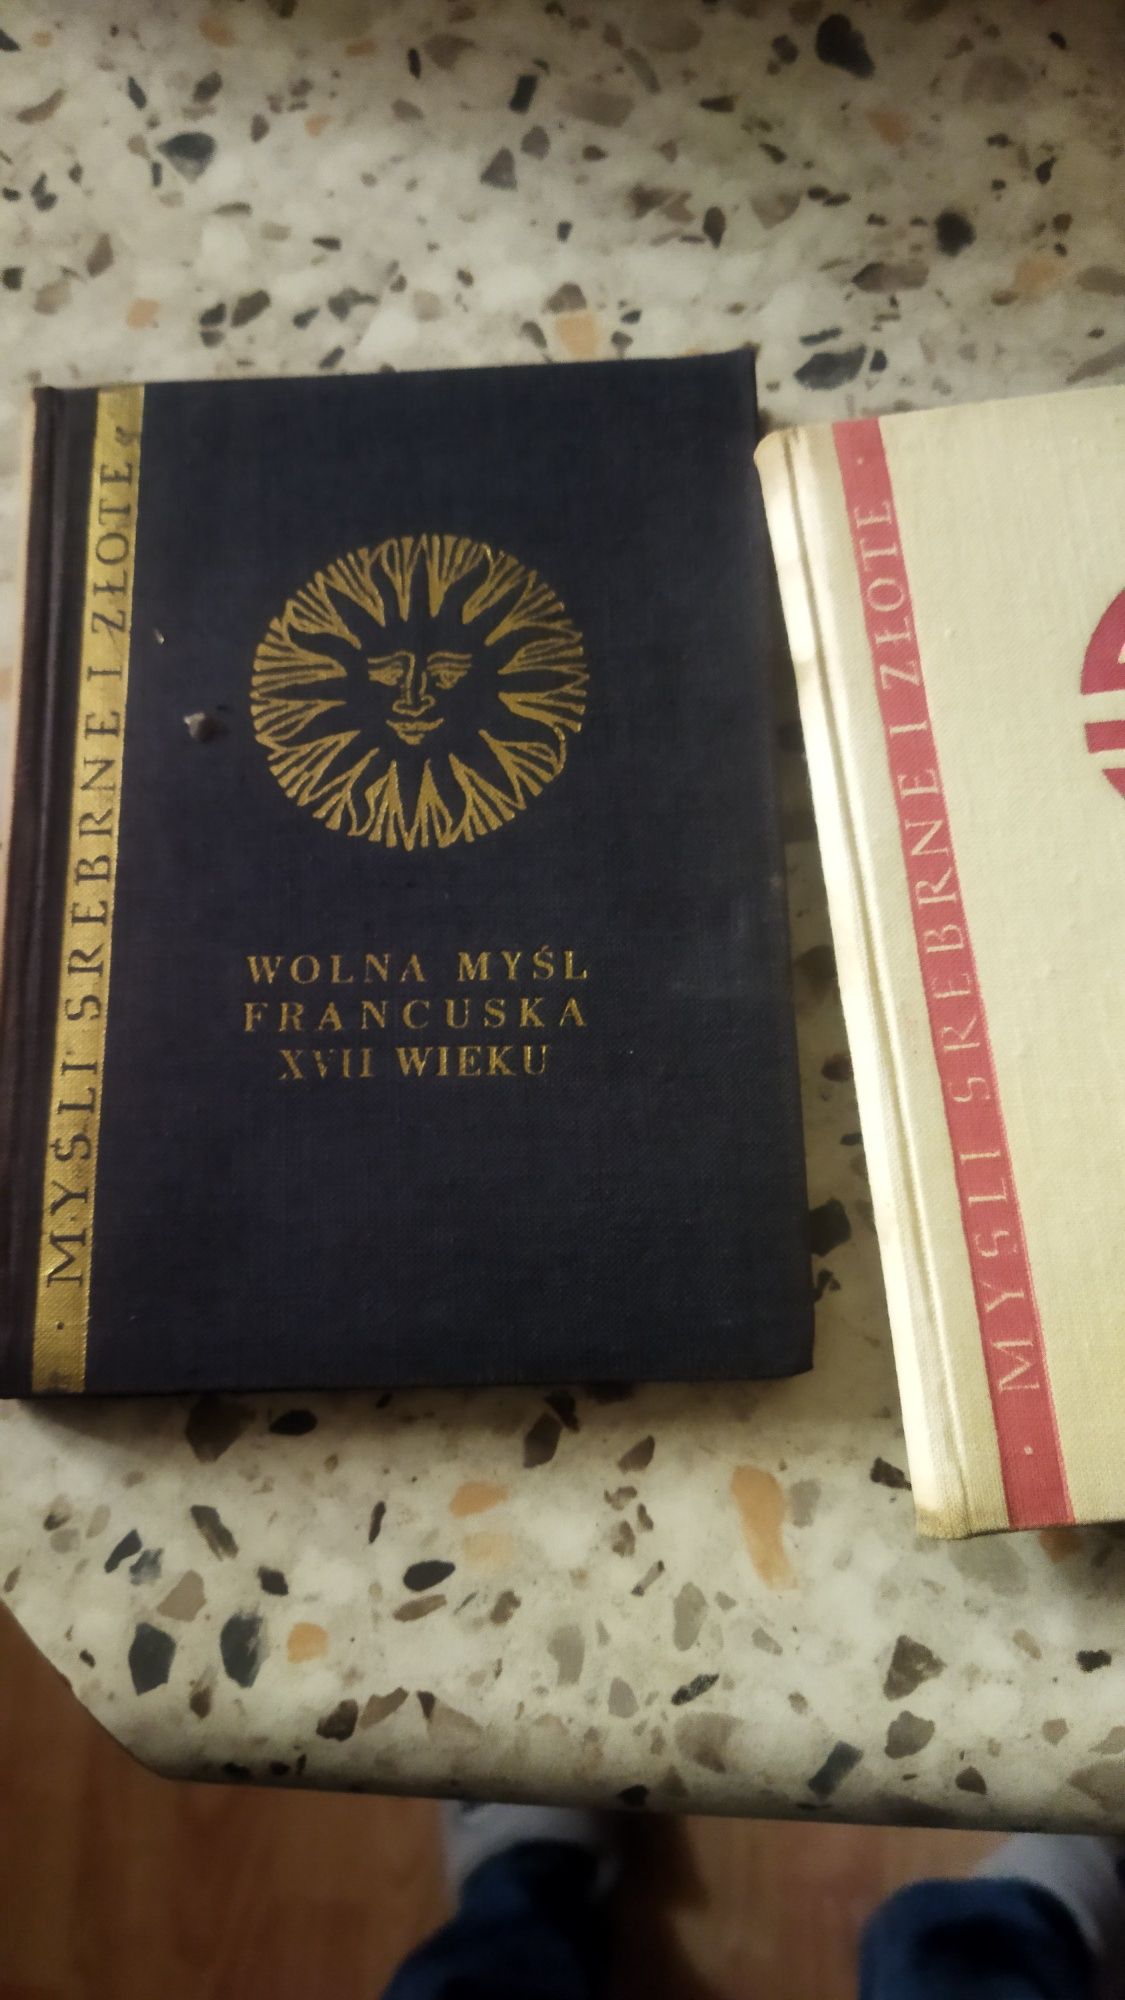 · MYŚLI SREBRNE I ZŁOTE ·
WOLNA MYŚL
FRANCUSKA
XVII WIEKU
· MYŚLI SREBRNE I ZŁOTE ·